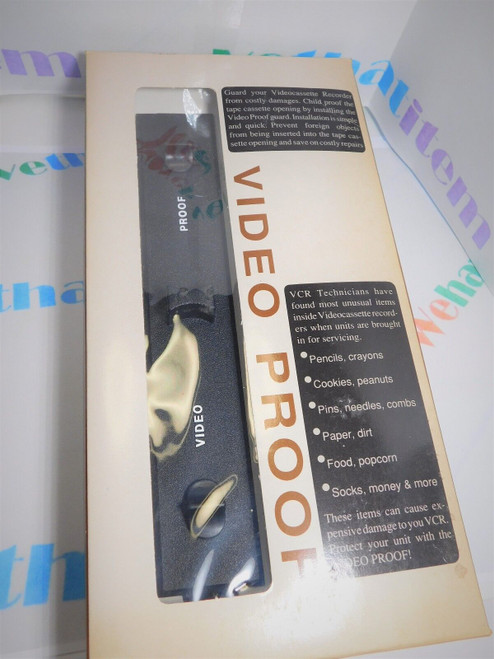 Guard your Videocassette Recorder
from costly damages. Child proof the
tape cassette opening by installing the
Video Proof guard. Installation is simple
and quick. Prevent foreign objects
from being inserted into the tape cas-
sette opening and save on costly repairs
VIDEO PROOF
VIDEO PROOF
VCR Technicians have
found most unusual items
inside Videocassette record-
ers when units are brought
in for servicing.
•Pencils, crayons
•Cookies, peanuts
•Pins, needles, combs
•Paper, dirt
•Food, popcorn
•Socks, money & more
These items can cause ex-
pensive damage to you VCR.
Protect your unit with the
VIDEO PROOF!
wehatitem